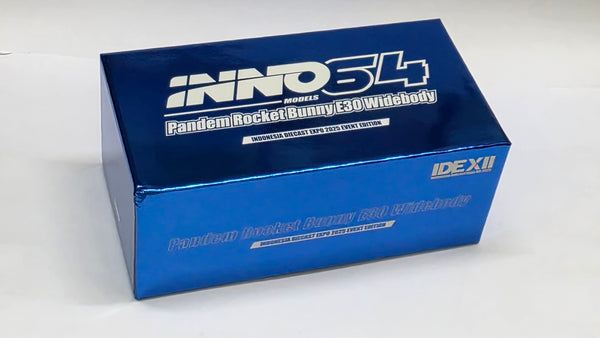 INNO64
MODELS
Pandem Rocket Bunny E30 Widebody
INDONESIA DIECAST EXPO 2025 EVENT EDITION
IDE XII
Pandem Rocket Bunny E30 Widebody
INDONESIA DIECAST EXPO 2025 EVENT EDITION